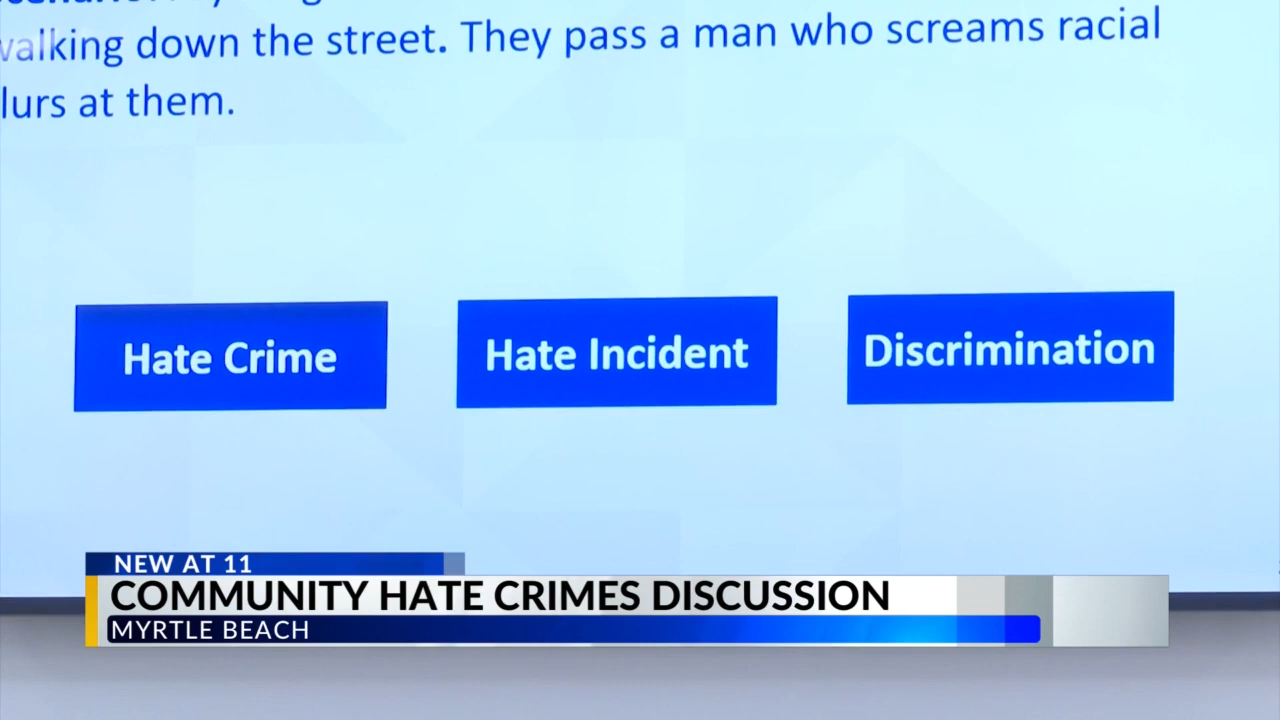 walking down the street. They pass a man who screams racial
lurs at them.
Hate Crime
Hate Incident
Discrimination
NEW AT 11
COMMUNITY HATE CRIMES DISCUSSION
MYRTLE BEACH